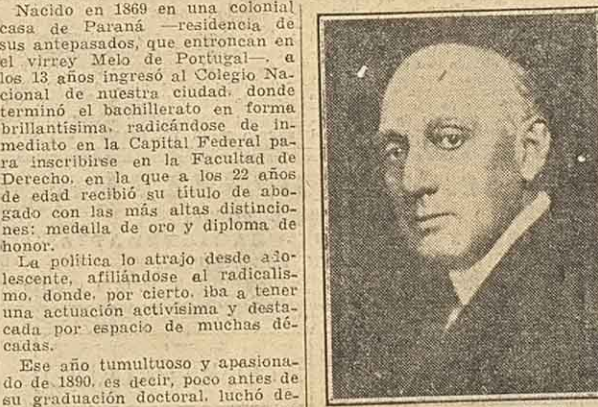 Nacido en 1869 en una colonial
casa de Paraná —residencia de
sus antepasados, que entroncan en
el virrey Melo de Portugal—, a
los 13 años ingresó al Colegio Na-
cional de nuestra ciudad, donde
terminó el bachillerato en forma
brillantísima, radicándose de in-
mediato en la Capital Federal pa-
ra inscribirse en la Facultad de
Derecho, en la que a los 22 años
de edad recibió su título de abo-
gado con las más altas distincio-
nes: medalla de oro y diploma de
honor.
La política lo atrajo desde ado-
lescente, afiliándose al radicalis-
mo, donde, por cierto, iba a tener
una actuación activísima y desta-
cada por espacio de muchas dé-
cadas.
Ese año tumultuoso y apasiona-
do de 1890, es decir, poco antes de
su graduación doctoral, luchó de-